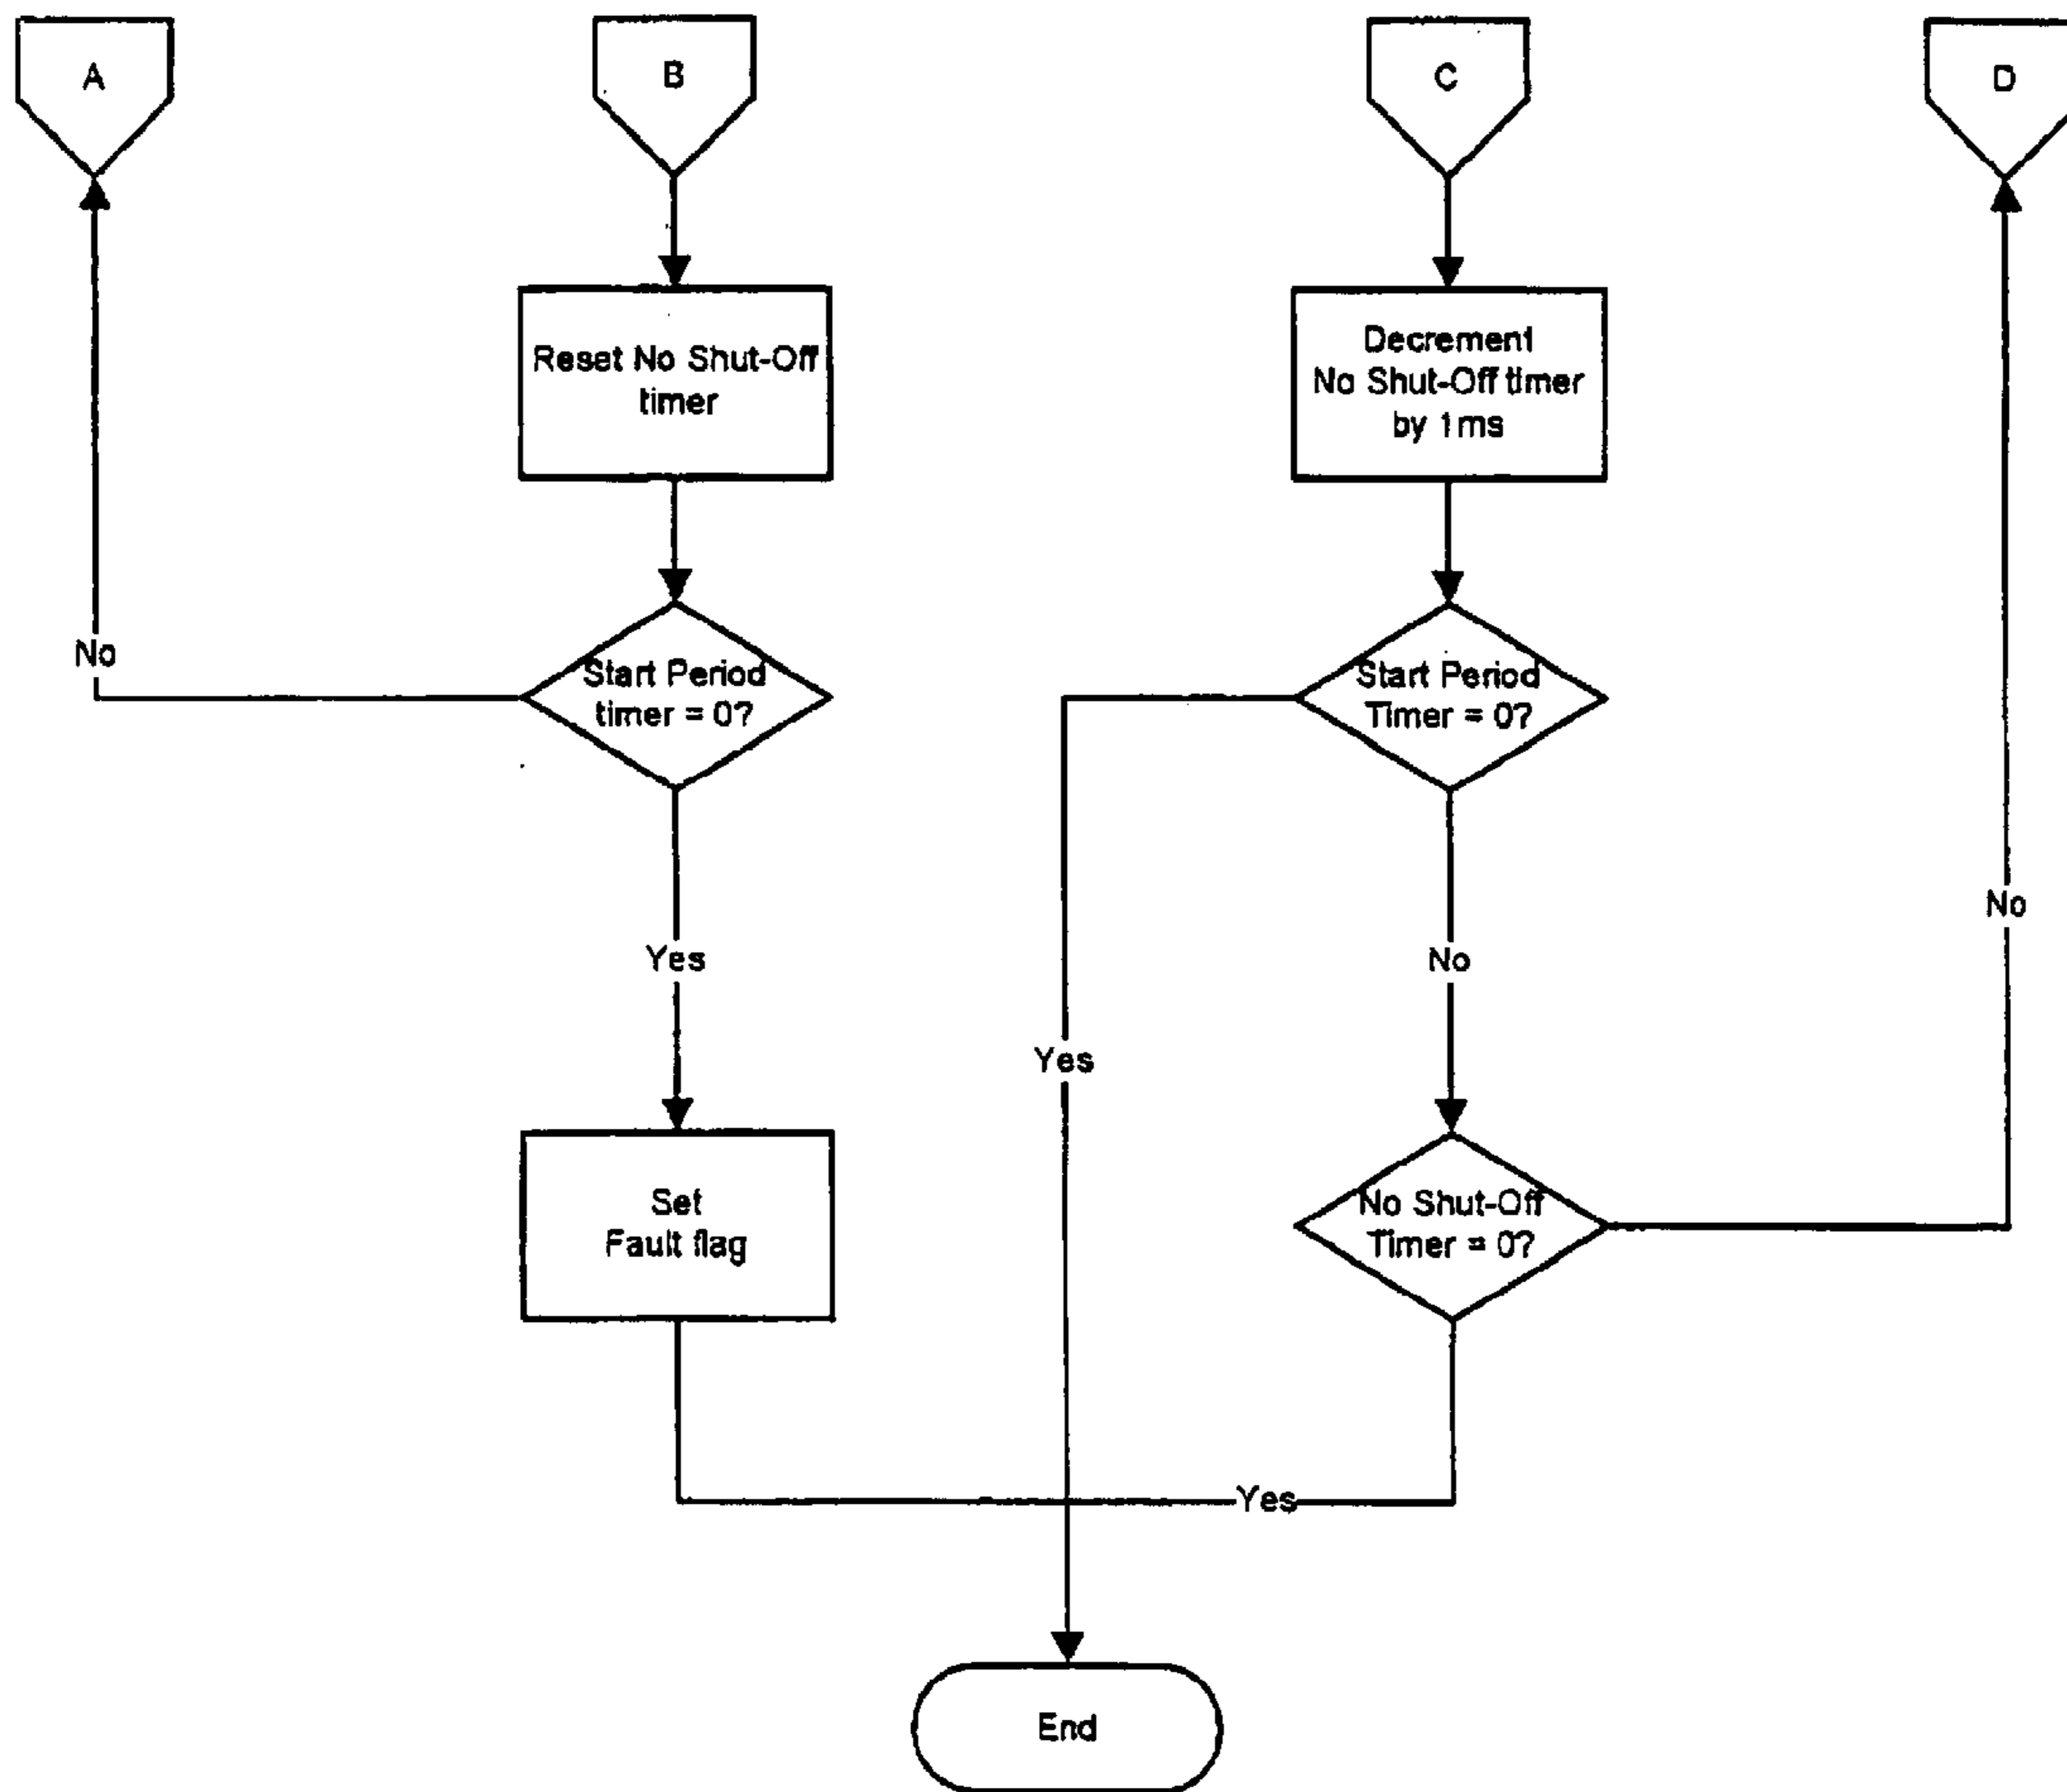 A
B
C
D
Reset No Shut-Off
timer
Decrement
No Shut-Off timer
by 1ms
No
Start Period
timer = 0?
Start Period
Timer = 0?
No
Yes
No
Yes
Set
Fault flag
No Shut-Off
Timer = 0?
Yes
End